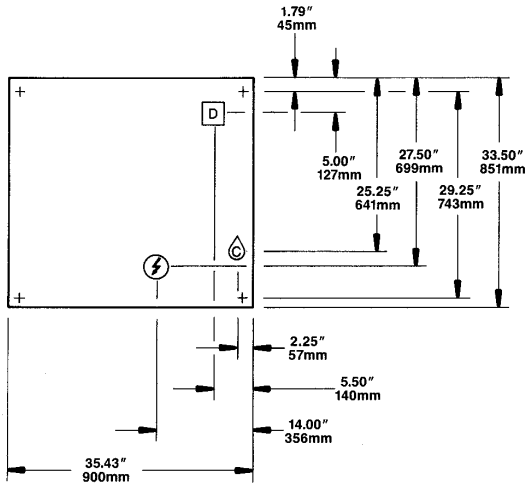 1.79″
45mm
D
5.00″
127mm
27.50″
699mm
33.50″
851mm
25.25″
641mm
29.25″
743mm
C
2.25″
57mm
5.50″
140mm
14.00″
356mm
35.43″
900mm